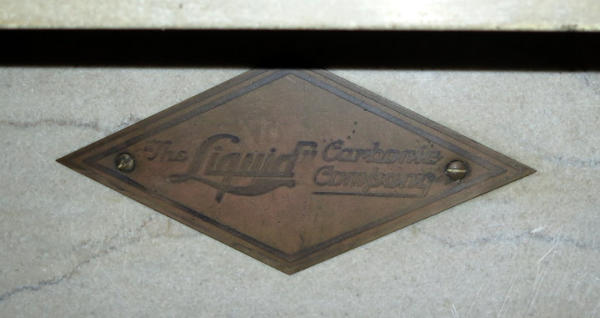 The Liquid Carbonic
Company